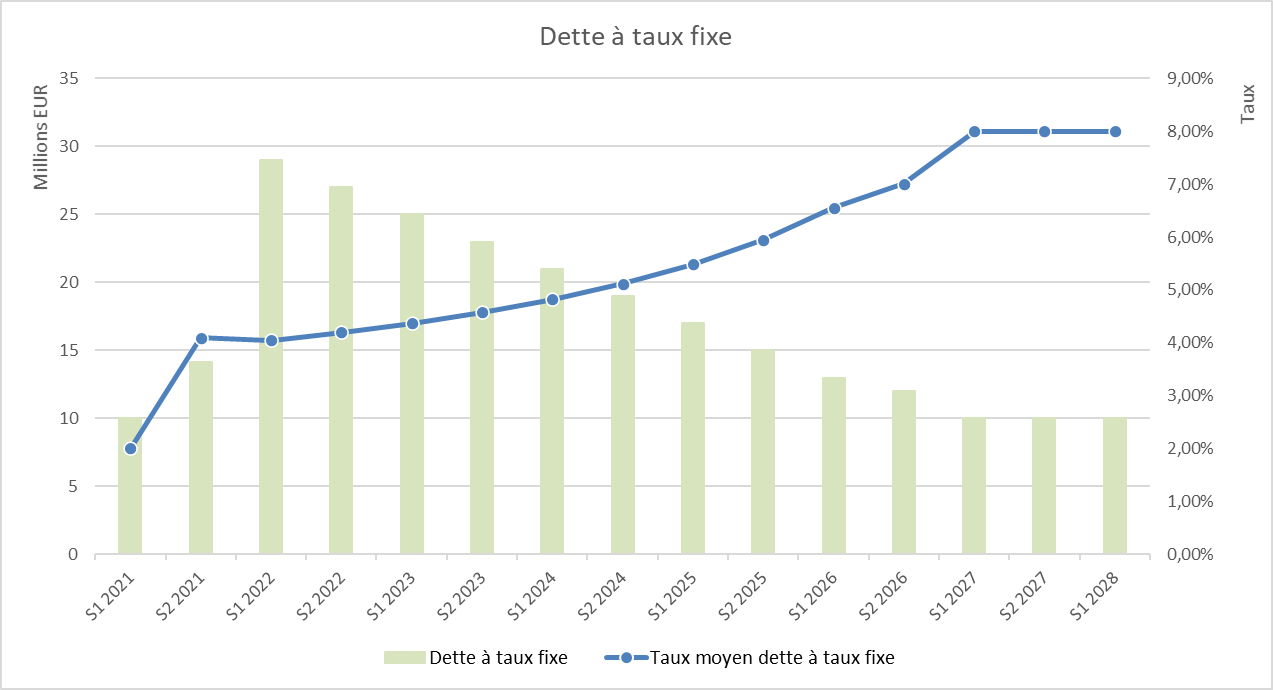 Dette à taux fixe
Millions EUR
Taux
35
30
25
20
15
10
5
0
9,00%
8,00%
7,00%
6,00%
5,00%
4,00%
3,00%
2,00%
1,00%
0,00%
S1 2021
S2 2021
S1 2022
S2 2022
S1 2023
S2 2023
S1 2024
S2 2024
S1 2025
S2 2025
S1 2026
S2 2026
S1 2027
S2 2027
S1 2028
Dette à taux fixe
Taux moyen dette à taux fixe